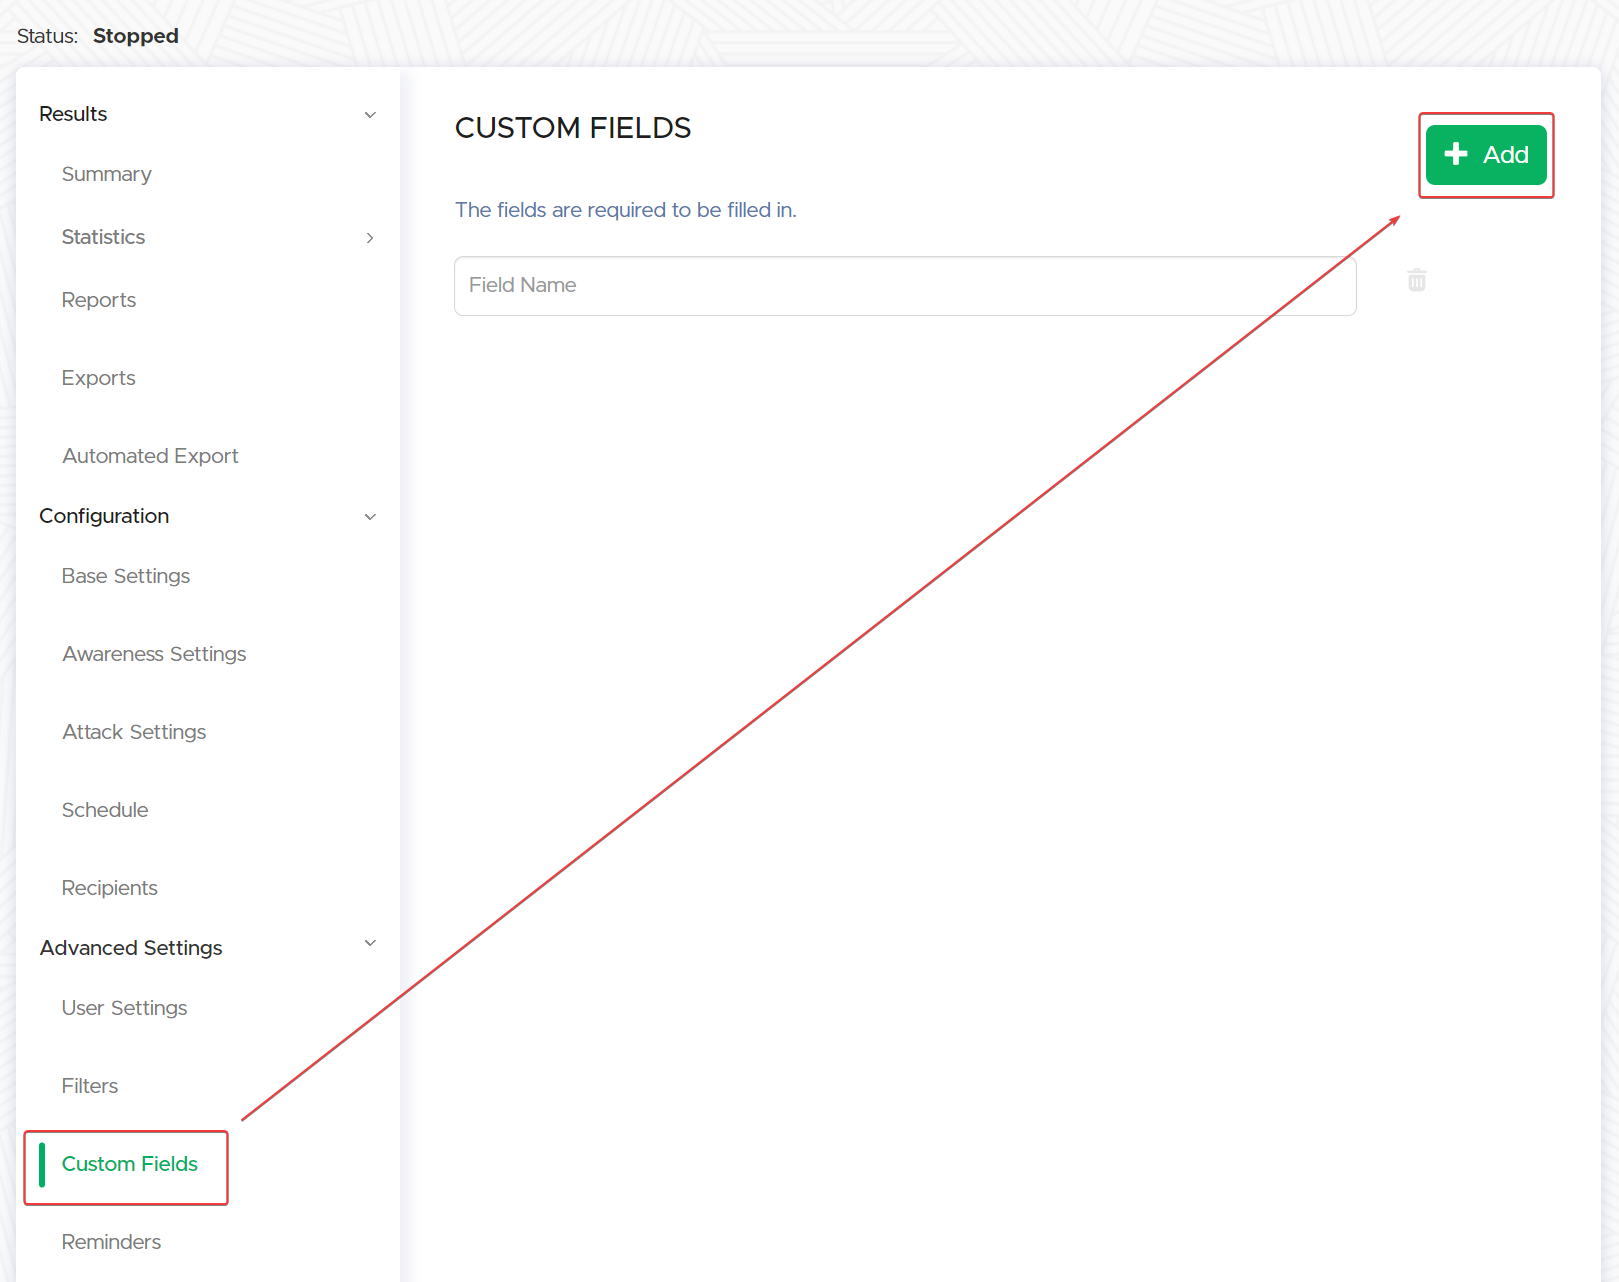 Status: Stopped
Results
Summary
Statistics
Reports
Exports
Automated Export
Configuration
Base Settings
Awareness Settings
Attack Settings
Schedule
Recipients
Advanced Settings
User Settings
Filters
Custom Fields
Reminders
CUSTOM FIELDS
Add
The fields are required to be filled in.
Field Name